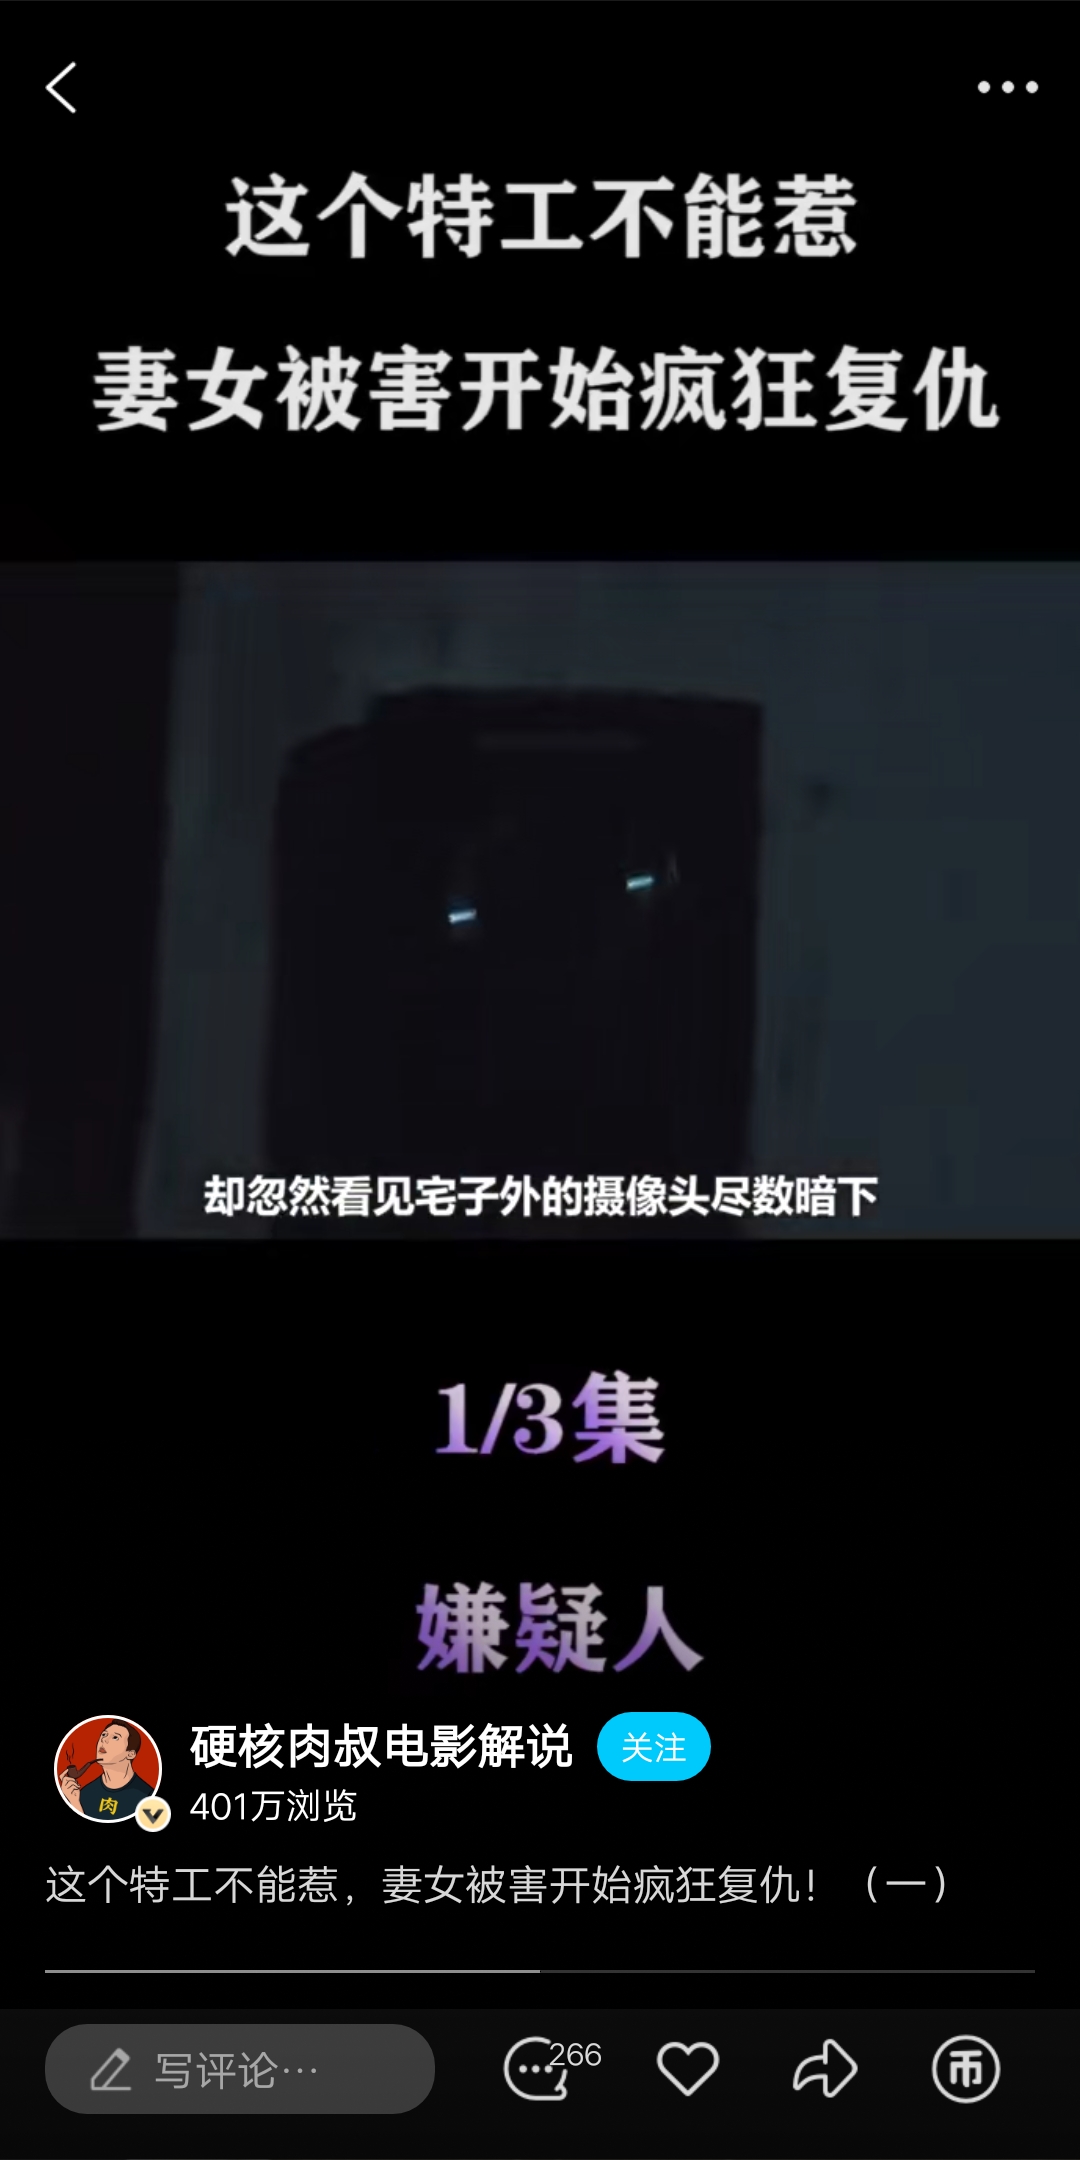 这个特工不能惹
妻女被害开始疯狂复仇
却忽然看见宅子外的摄像头尽数暗下
1/3集
嫌疑人
硬核肉叔电影解说 关注
肉
401万浏览
这个特工不能惹，妻女被害开始疯狂复仇！（一）
写评论… 266 币